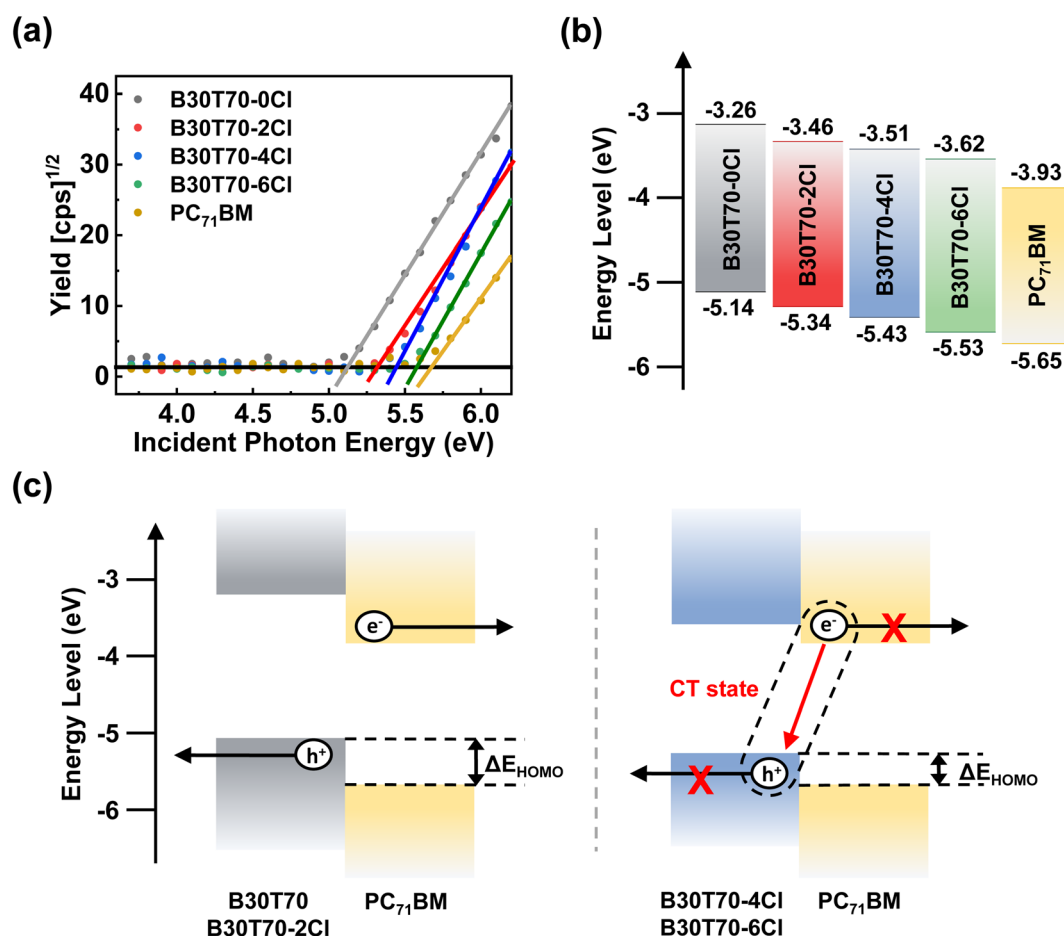 (a)
Yield [cps]1/2
40
30
20
10
0
B30T70-0Cl
B30T70-2Cl
B30T70-4Cl
B30T70-6Cl
PC71BM
4.0 4.5 5.0 5.5 6.0
Incident Photon Energy (eV)
(b)
Energy Level (eV)
-3
-4
-5
-6
-3.26
B30T70-0Cl
-5.14
-3.46
B30T70-2Cl
-5.34
-3.51
B30T70-4Cl
-5.43
-3.62
B30T70-6Cl
-5.53
-3.93
PC71BM
-5.65
(c)
Energy Level (eV)
-3
-4
-5
-6
e-
h+
ΔEHOMO
B30T70
B30T70-2Cl
PC71BM
e-
X
CT state
h+
X
ΔEHOMO
B30T70-4Cl
B30T70-6Cl
PC71BM